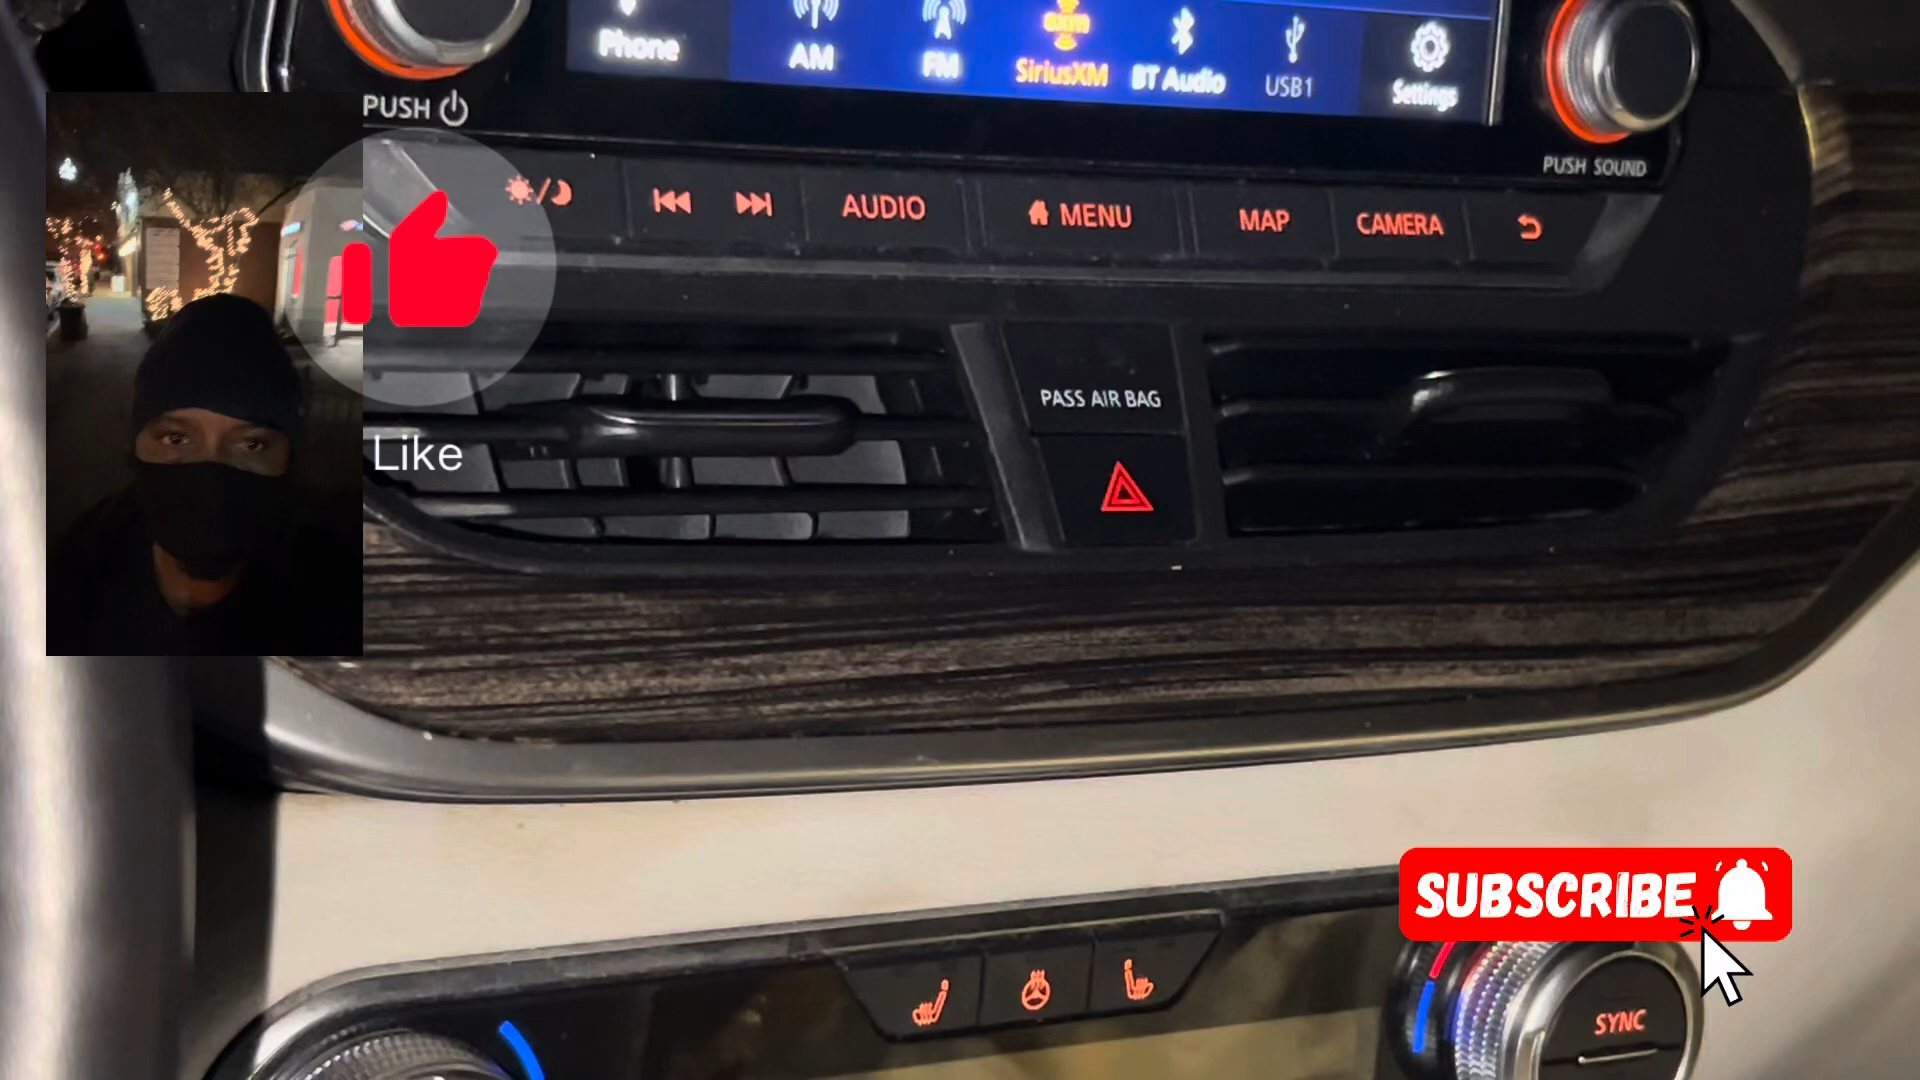 Phone
AM
FM
SiriusXM
BT Audio
USB1
Settings
PUSH
PUSH SOUND
AUDIO
MENU
MAP
CAMERA
PASS AIR BAG
Like
SUBSCRIBE
SYNC